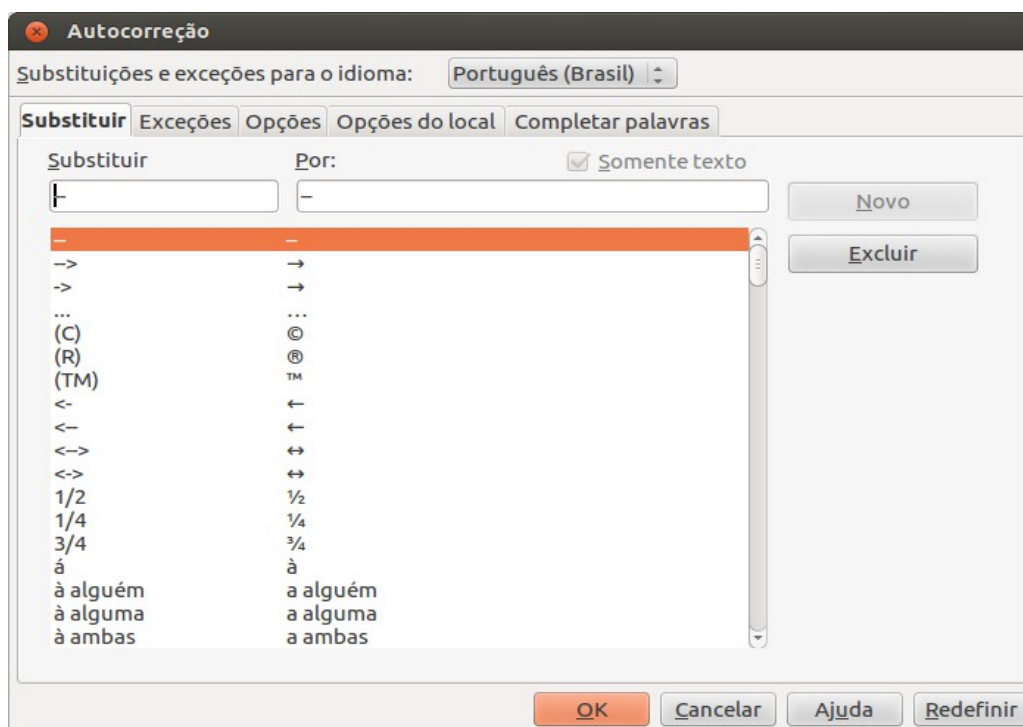 Autocorreção
Substituições e exceções para o idioma: Português (Brasil)
Substituir Exceções Opções Opções do local Completar palavras
Substituir Por: Somente texto
– – Novo
– –
Excluir
–> →
-> →
... …
(C) ©
(R) ®
(TM) ™
<- ←
<– ←
<–> ↔
<-> ↔
1/2 ½
1/4 ¼
3/4 ¾
á à
à alguém a alguém
à alguma a alguma
à ambas a ambas
OK Cancelar Ajuda Redefinir